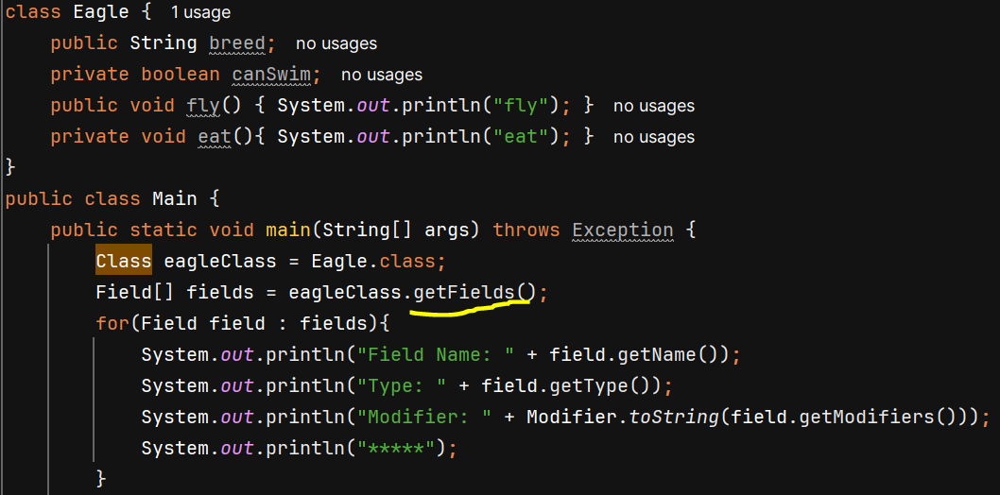 class Eagle {  1 usage
    public String breed;  no usages
    private boolean canSwim;  no usages
    public void fly() { System.out.println("fly"); }  no usages
    private void eat(){ System.out.println("eat"); }  no usages
}
public class Main {
    public static void main(String[] args) throws Exception {
        Class eagleClass = Eagle.class;
        Field[] fields = eagleClass.getFields();
        for(Field field : fields){
            System.out.println("Field Name: " + field.getName());
            System.out.println("Type: " + field.getType());
            System.out.println("Modifier: " + Modifier.toString(field.getModifiers()));
            System.out.println("*****");
        }